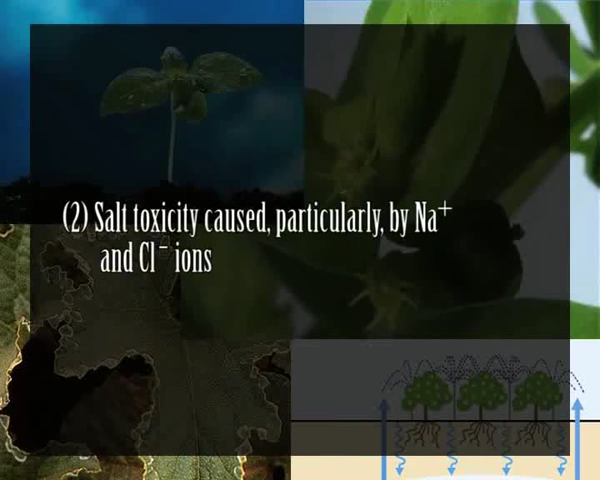 (2) Salt toxicity caused, particularly, by Na⁺
and Cl⁻ ions